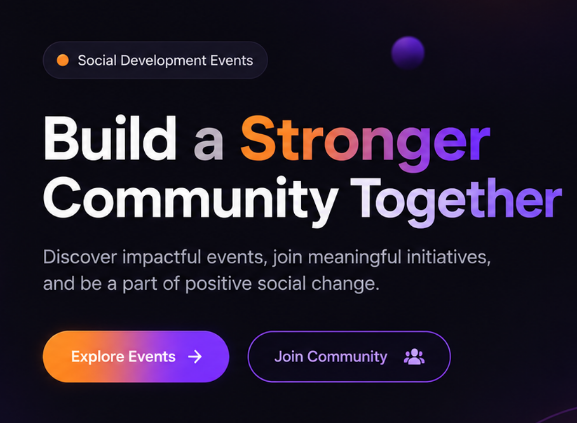 Social Development Events
Build a Stronger
Community Together
Discover impactful events, join meaningful initiatives,
and be a part of positive social change.
Explore Events →
Join Community